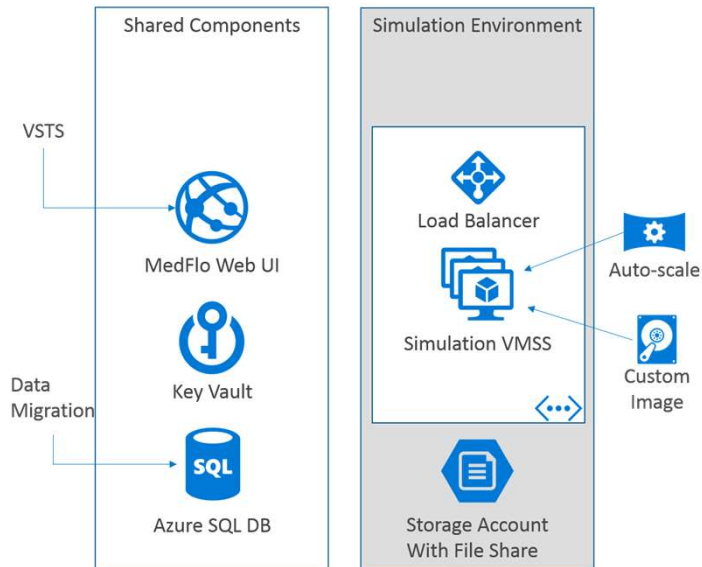 Shared Components
Simulation Environment
VSTS
MedFlo Web UI
Load Balancer
Auto-scale
Simulation VMSS
Key Vault
Custom
Image
Data
Migration
SQL
Azure SQL DB
Storage Account
With File Share